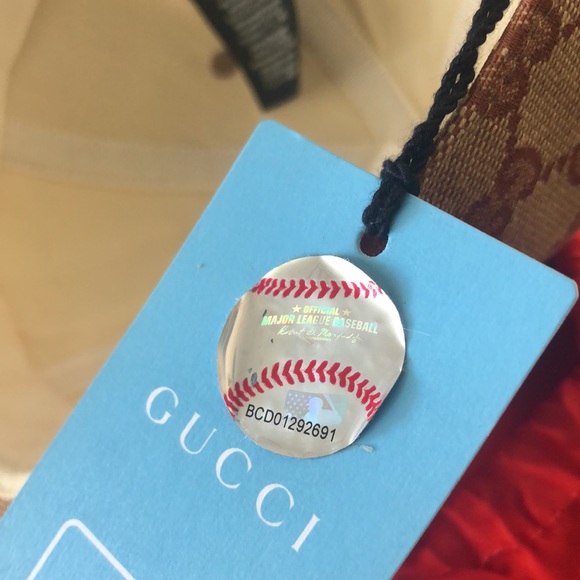 OFFICIAL
MAJOR LEAGUE BASEBALL
BCD01292691
GUCCI